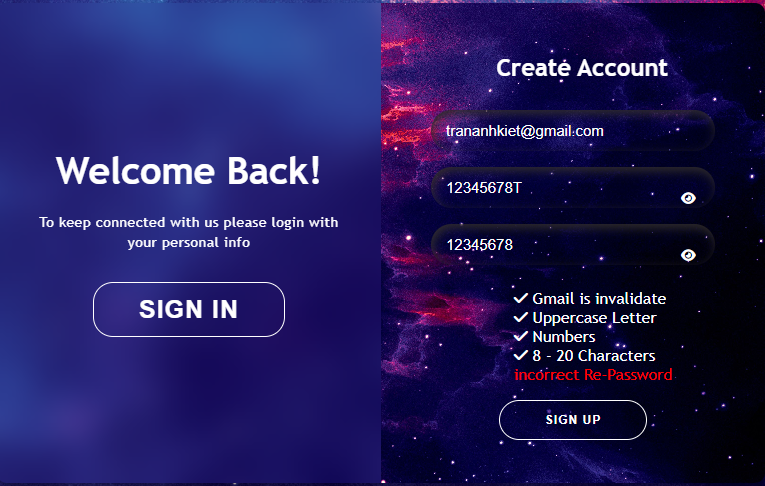 Welcome Back!
To keep connected with us please login with
your personal info
SIGN IN
Create Account
trananhkiet@gmail.com
12345678T
12345678
Gmail is invalidate
Uppercase Letter
Numbers
8 - 20 Characters
incorrect Re-Password
SIGN UP